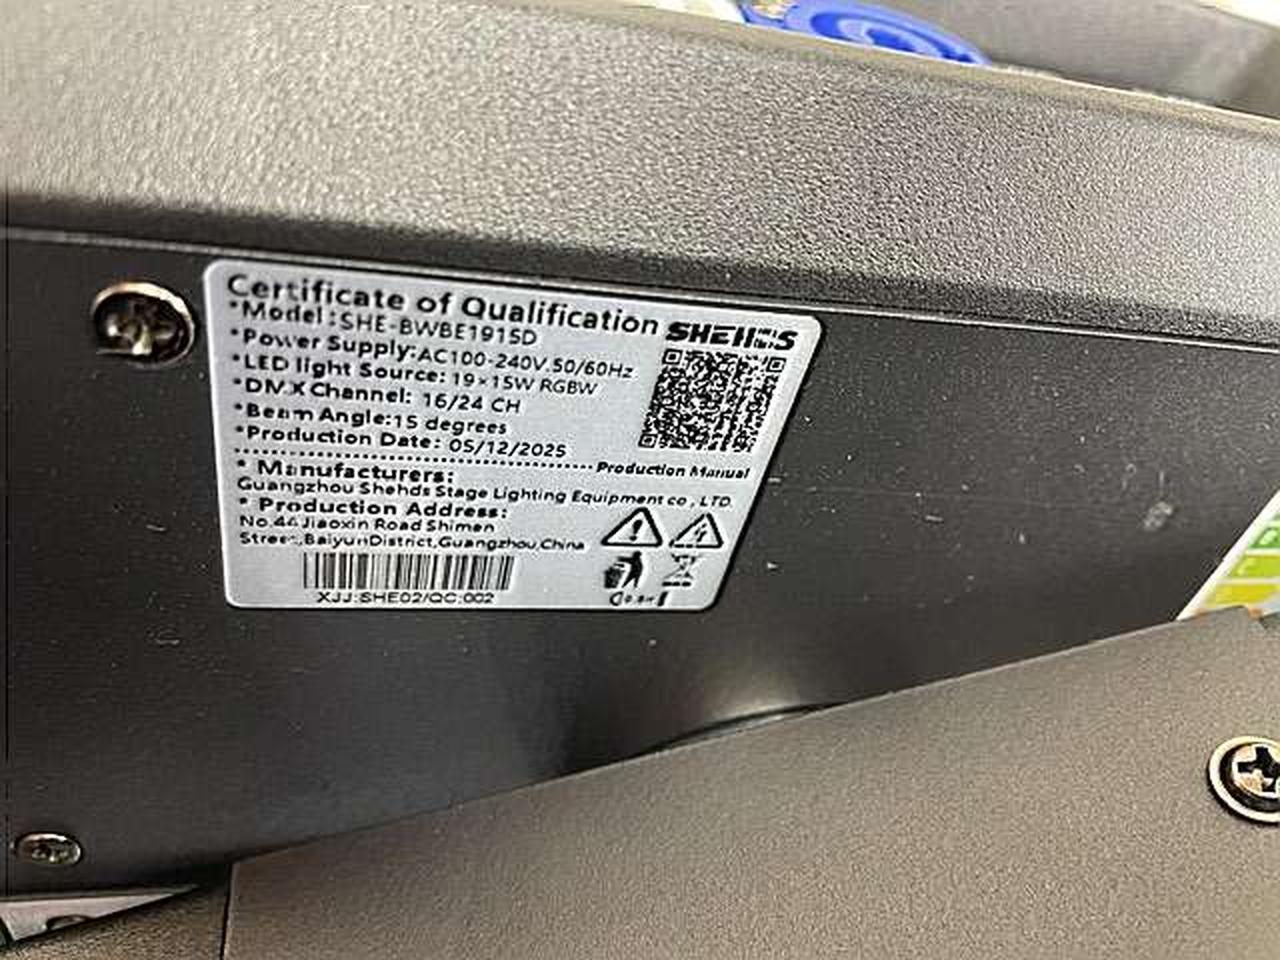 Certificate of Qualification
SHEHDS
*Model:SHE-BWBE1915D
*Power Supply:AC100-240V.50/60Hz
*LED light Source:19×15W RGBW
*DMX Channel: 16/24 CH
*Beam Angle:15 degrees
*Production Date: 05/12/2025
Production Manual
* Manufacturers:
Guangzhou Shehds Stage Lighting Equipment co., LTD.
* Production Address:
No.44 Jiaoxin Road Shimen
Street,BaiyunDistrict,Guangzhou,China
XJJ:SHE02/QC:002